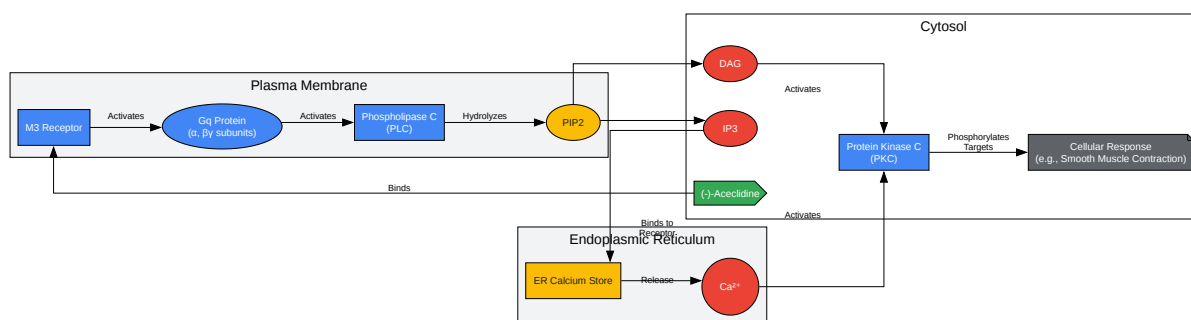 Cytosol
DAG
Plasma Membrane
Activates
M3 Receptor
Activates
Gq Protein
(α, βγ subunits)
Activates
Phospholipase C
(PLC)
Hydrolyzes
PIP2
IP3
Protein Kinase C
(PKC)
Phosphorylates
Targets
Cellular Response
(e.g., Smooth Muscle Contraction)
Binds
(-)-Aceclidine
Activates
Binds to
Receptor
Endoplasmic Reticulum
ER Calcium Store
Release
Ca²⁺